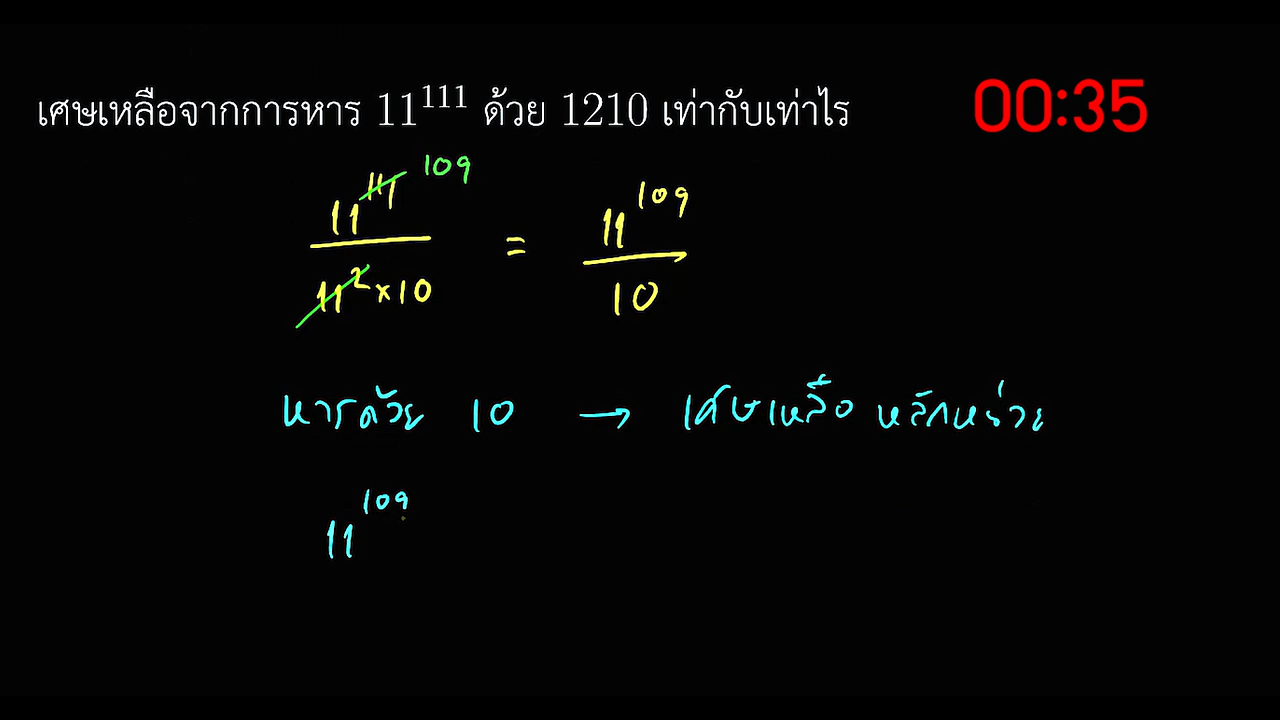 เศษเหลือจากการหาร 11^111 ด้วย 1210 เท่ากับเท่าไร 00:35
11^111 109 / 11^2 × 10 = 11^109 / 10
หารด้วย 10 → เศษเหลือ หลักหน่วย
11^109